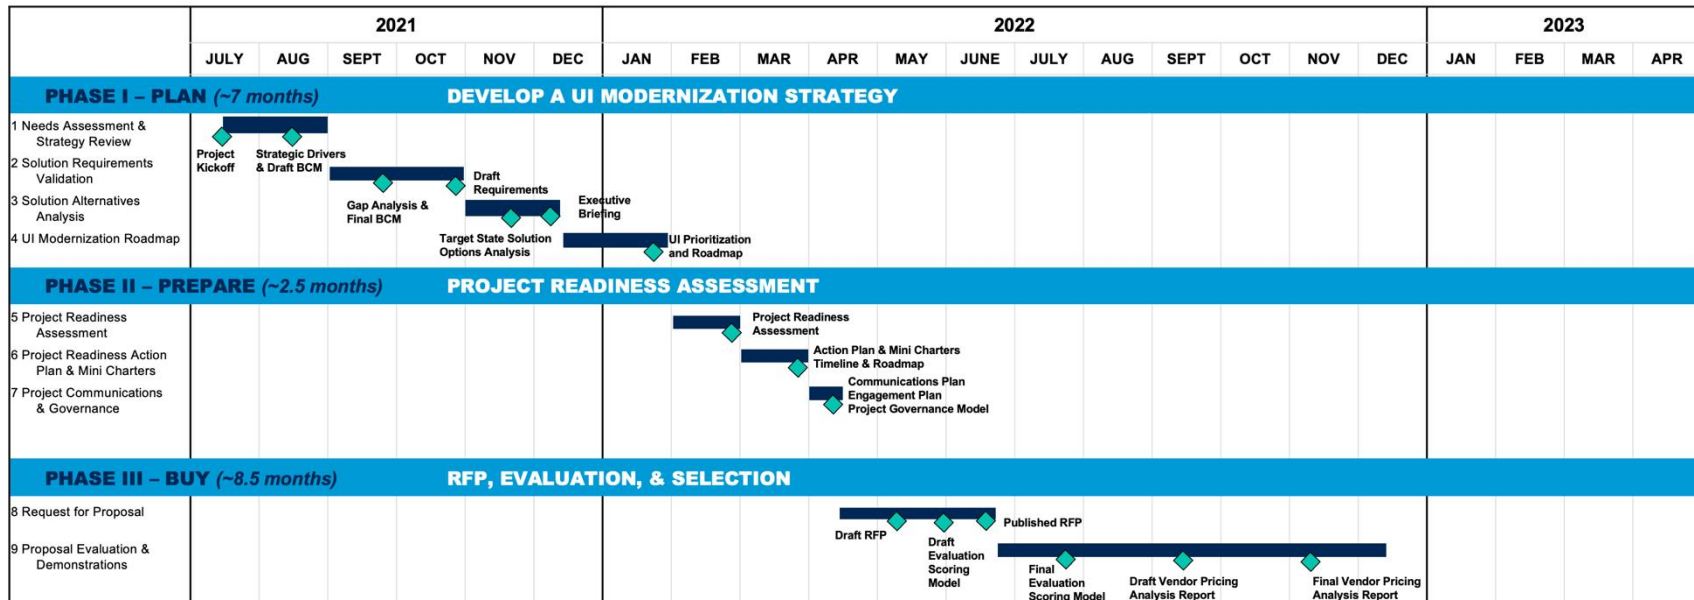 2021 2022 2023
JULY AUG SEPT OCT NOV DEC JAN FEB MAR APR MAY JUNE JULY AUG SEPT OCT NOV DEC JAN FEB MAR APR
PHASE I – PLAN (~7 months) DEVELOP A UI MODERNIZATION STRATEGY
1 Needs Assessment &
Strategy Review
Project
Kickoff
Strategic Drivers
& Draft BCM
2 Solution Requirements
Validation
Gap Analysis &
Final BCM
Draft
Requirements
3 Solution Alternatives
Analysis
Target State Solution
Options Analysis
Executive
Briefing
4 UI Modernization Roadmap
UI Prioritization
and Roadmap
PHASE II – PREPARE (~2.5 months) PROJECT READINESS ASSESSMENT
5 Project Readiness
Assessment
Project Readiness
Assessment
6 Project Readiness Action
Plan & Mini Charters
Action Plan & Mini Charters
Timeline & Roadmap
7 Project Communications
& Governance
Communications Plan
Engagement Plan
Project Governance Model
PHASE III – BUY (~8.5 months) RFP, EVALUATION, & SELECTION
8 Request for Proposal
Draft RFP
Draft
Evaluation
Scoring
Model
Published RFP
9 Proposal Evaluation &
Demonstrations
Final
Evaluation
Scoring Model
Draft Vendor Pricing
Analysis Report
Final Vendor Pricing
Analysis Report